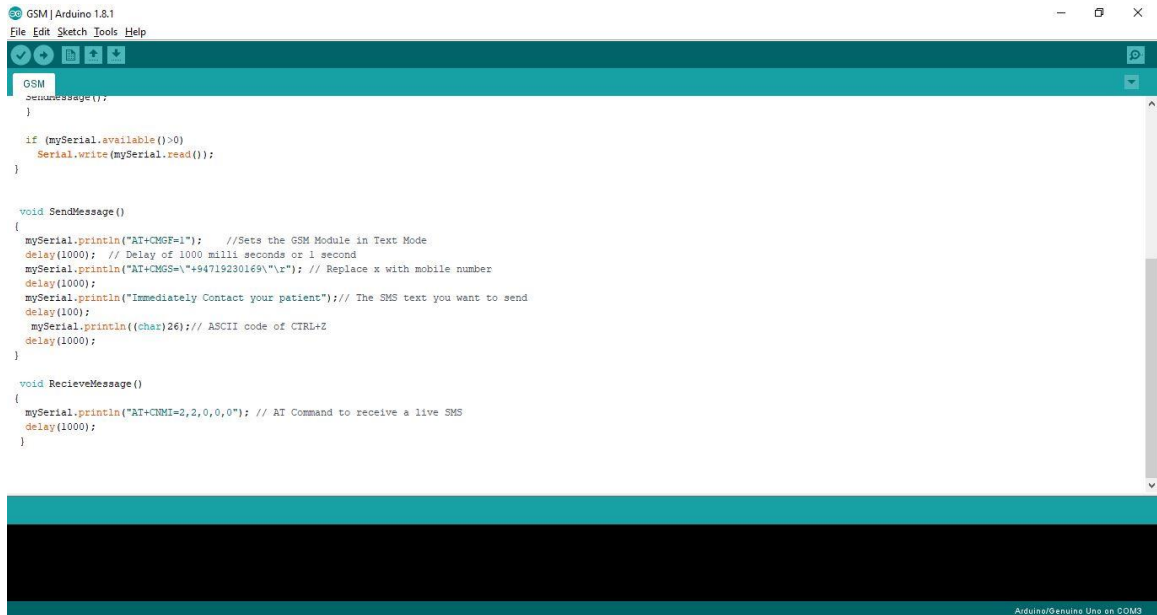 GSM | Arduino 1.8.1
File Edit Sketch Tools Help
GSM
SendMessage();
}
if (mySerial.available()>0)
Serial.write(mySerial.read());
}
void SendMessage()
{
mySerial.println("AT+CMGF=1"); //Sets the GSM Module in Text Mode
delay(1000); // Delay of 1000 milli seconds or 1 second
mySerial.println("AT+CMGS=\"+94719230169\"\r"); // Replace x with mobile number
delay(1000);
mySerial.println("Immediately Contact your patient");// The SMS text you want to send
delay(100);
mySerial.println((char)26);// ASCII code of CTRL+Z
delay(1000);
}
void RecieveMessage()
{
mySerial.println("AT+CNMI=2,2,0,0,0"); // AT Command to receive a live SMS
delay(1000);
}
Arduino/Genuino Uno on COM3